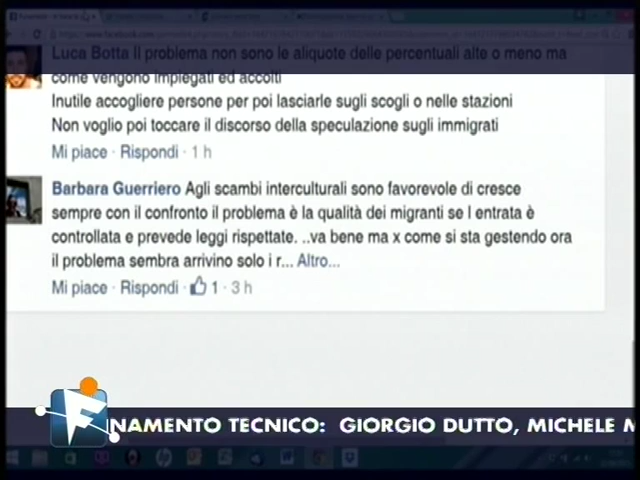 Luca Botta Il problema non sono le aliquote delle percentuali alte o meno ma
come vengono impiegati ed accolti
Inutile accogliere persone per poi lasciarle sugli scogli o nelle stazioni
Non voglio poi toccare il discorso della speculazione sugli immigrati
Mi piace · Rispondi · 1 h
Barbara Guerriero Agli scambi interculturali sono favorevole di cresce
sempre con il confronto il problema è la qualità dei migranti se l entrata è
controllata e prevede leggi rispettate. ..va bene ma x come si sta gestendo ora
il problema sembra arrivino solo i r... Altro...
Mi piace · Rispondi · 1 · 3 h
F
NAMENTO TECNICO: GIORGIO DUTTO, MICHELE M